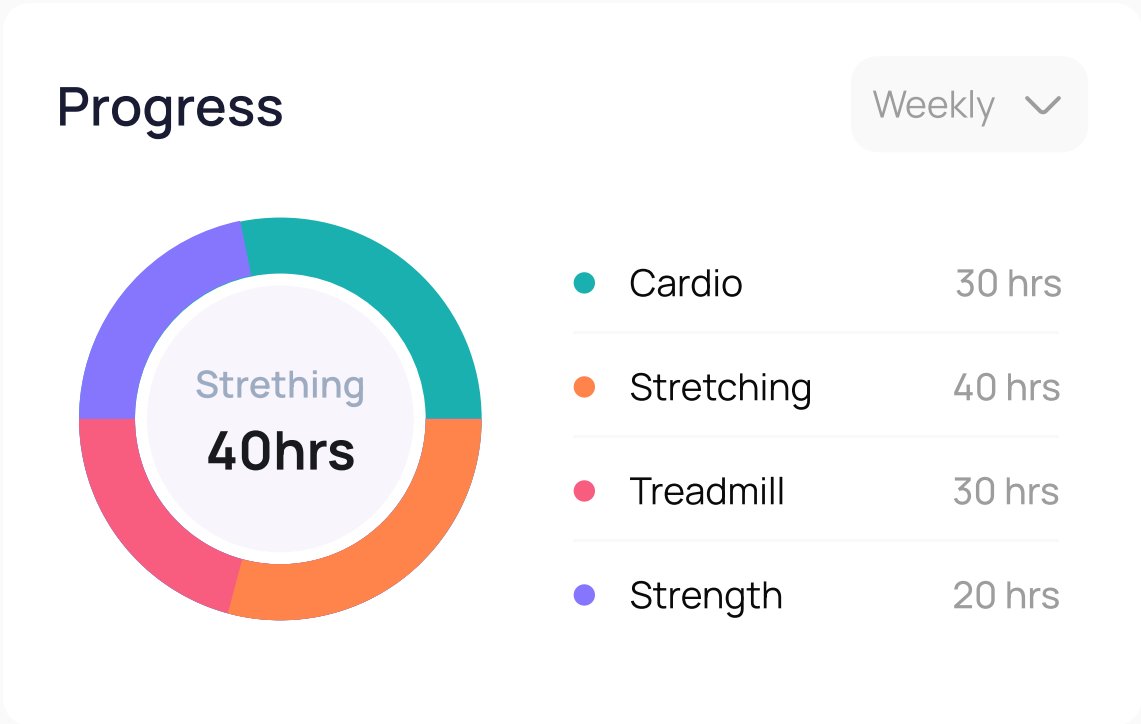 Progress
Weekly
Strething
40hrs
Cardio 30 hrs
Stretching 40 hrs
Treadmill 30 hrs
Strength 20 hrs